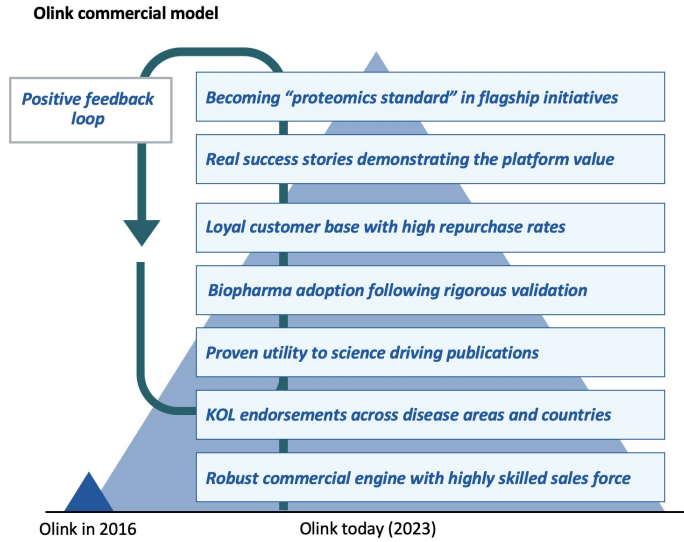 Olink commercial model
Positive feedback
loop
Becoming “proteomics standard” in flagship initiatives
Real success stories demonstrating the platform value
Loyal customer base with high repurchase rates
Biopharma adoption following rigorous validation
Proven utility to science driving publications
KOL endorsements across disease areas and countries
Robust commercial engine with highly skilled sales force
Olink in 2016
Olink today (2023)